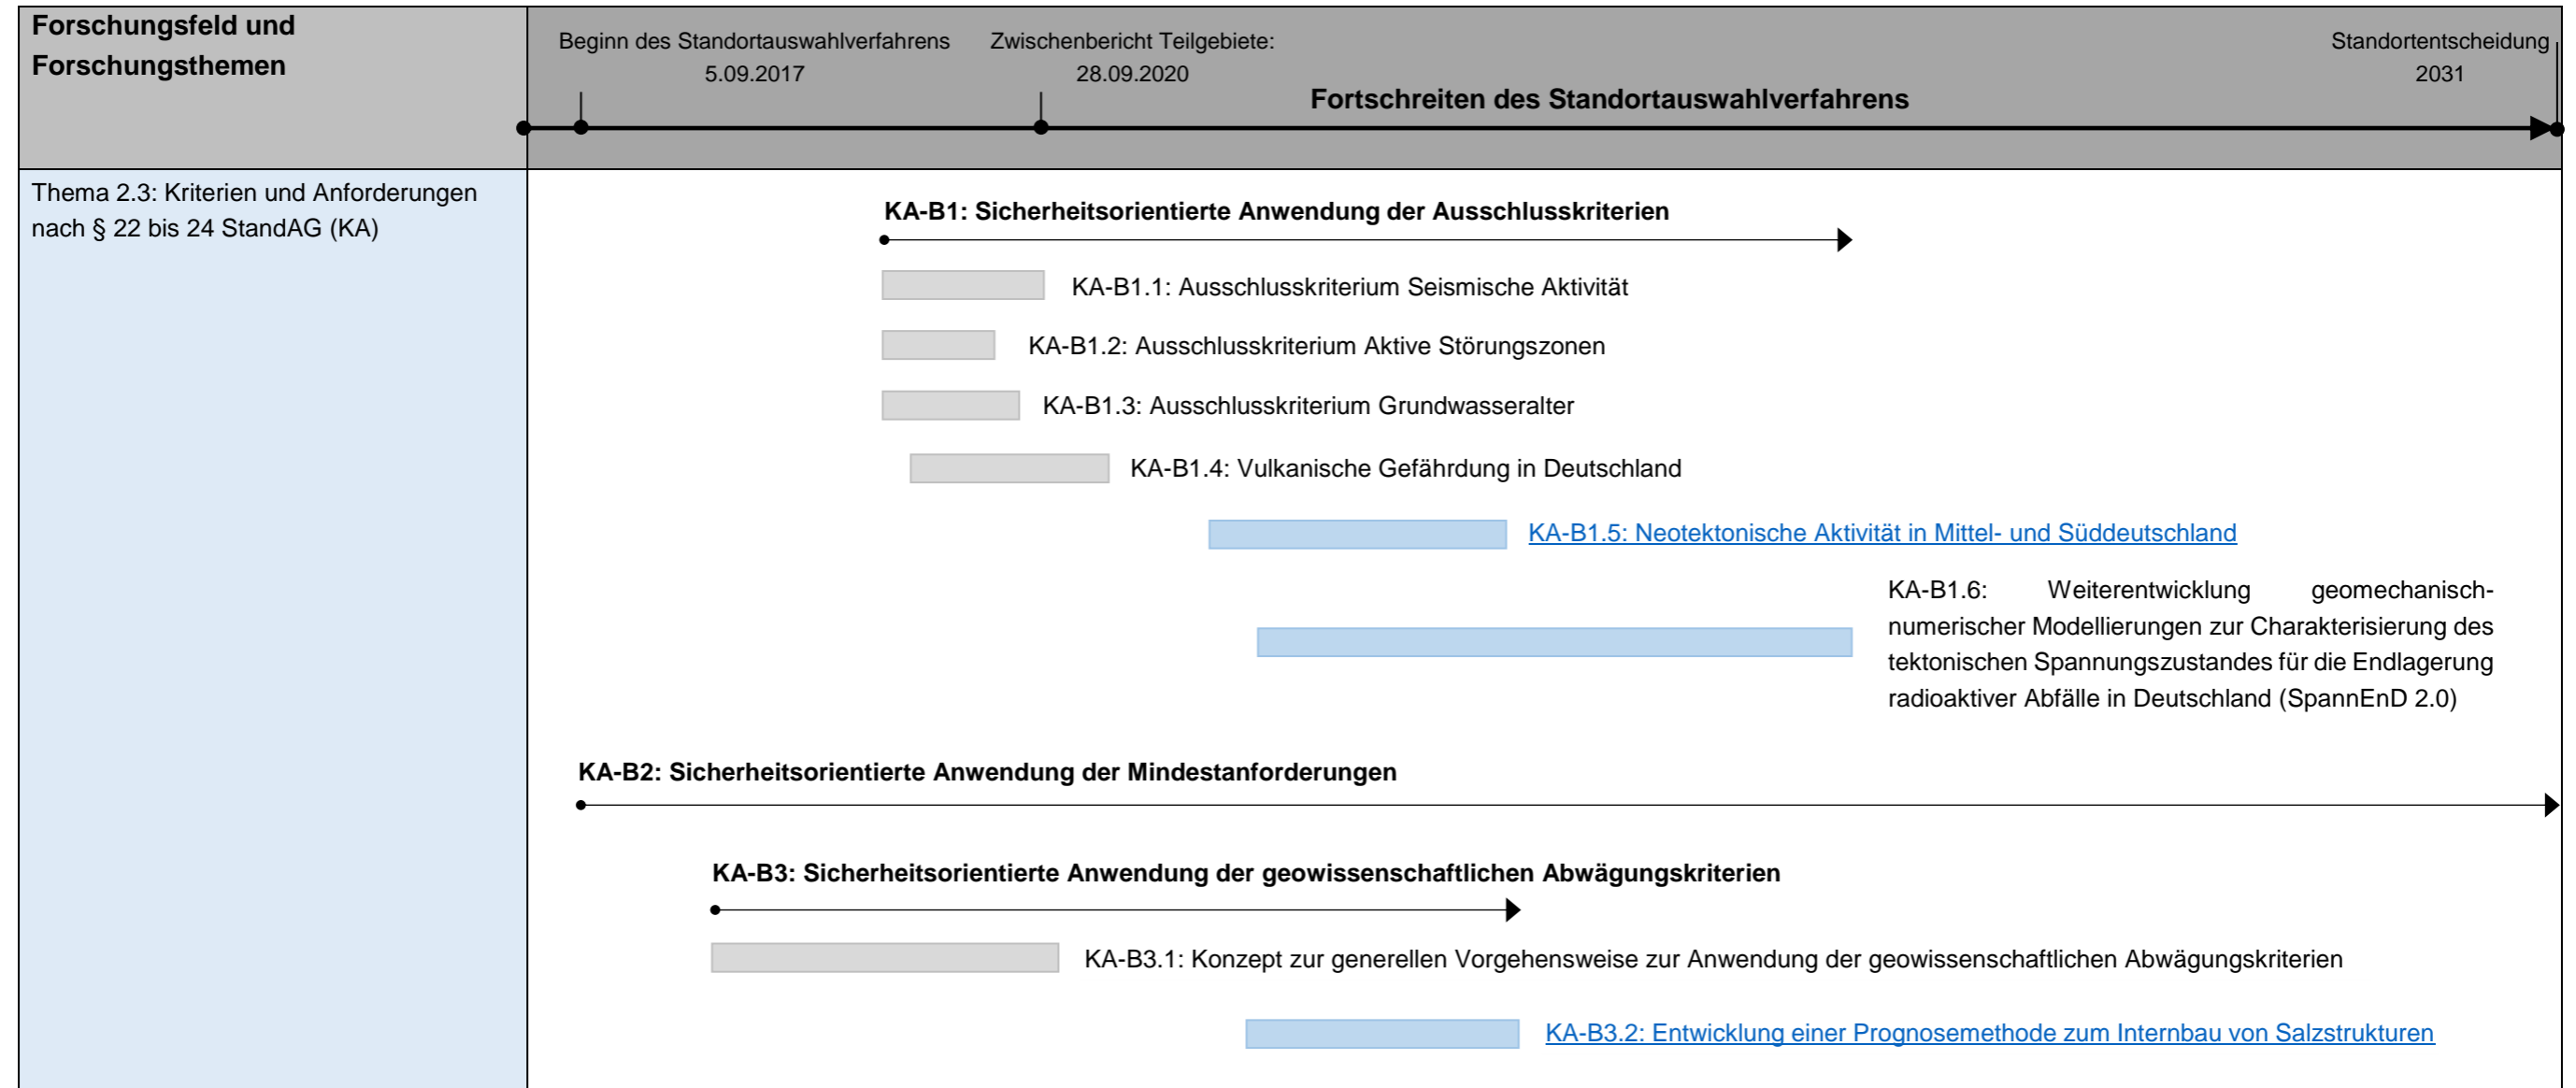 Forschungsfeld und
Forschungsthemen
Beginn des Standortauswahlverfahrens
5.09.2017
Zwischenbericht Teilgebiete:
28.09.2020
Standortentscheidung
2031
Fortschreiten des Standortauswahlverfahrens
Thema 2.3: Kriterien und Anforderungen
nach § 22 bis 24 StandAG (KA)
KA-B1: Sicherheitsorientierte Anwendung der Ausschlusskriterien
KA-B1.1: Ausschlusskriterium Seismische Aktivität
KA-B1.2: Ausschlusskriterium Aktive Störungszonen
KA-B1.3: Ausschlusskriterium Grundwasseralter
KA-B1.4: Vulkanische Gefährdung in Deutschland
KA-B1.5: Neotektonische Aktivität in Mittel- und Süddeutschland
KA-B1.6: Weiterentwicklung geomechanisch-
numerischer Modellierungen zur Charakterisierung des
tektonischen Spannungszustandes für die Endlagerung
radioaktiver Abfälle in Deutschland (SpannEnD 2.0)
KA-B2: Sicherheitsorientierte Anwendung der Mindestanforderungen
KA-B3: Sicherheitsorientierte Anwendung der geowissenschaftlichen Abwägungskriterien
KA-B3.1: Konzept zur generellen Vorgehensweise zur Anwendung der geowissenschaftlichen Abwägungskriterien
KA-B3.2: Entwicklung einer Prognosemethode zum Internbau von Salzstrukturen